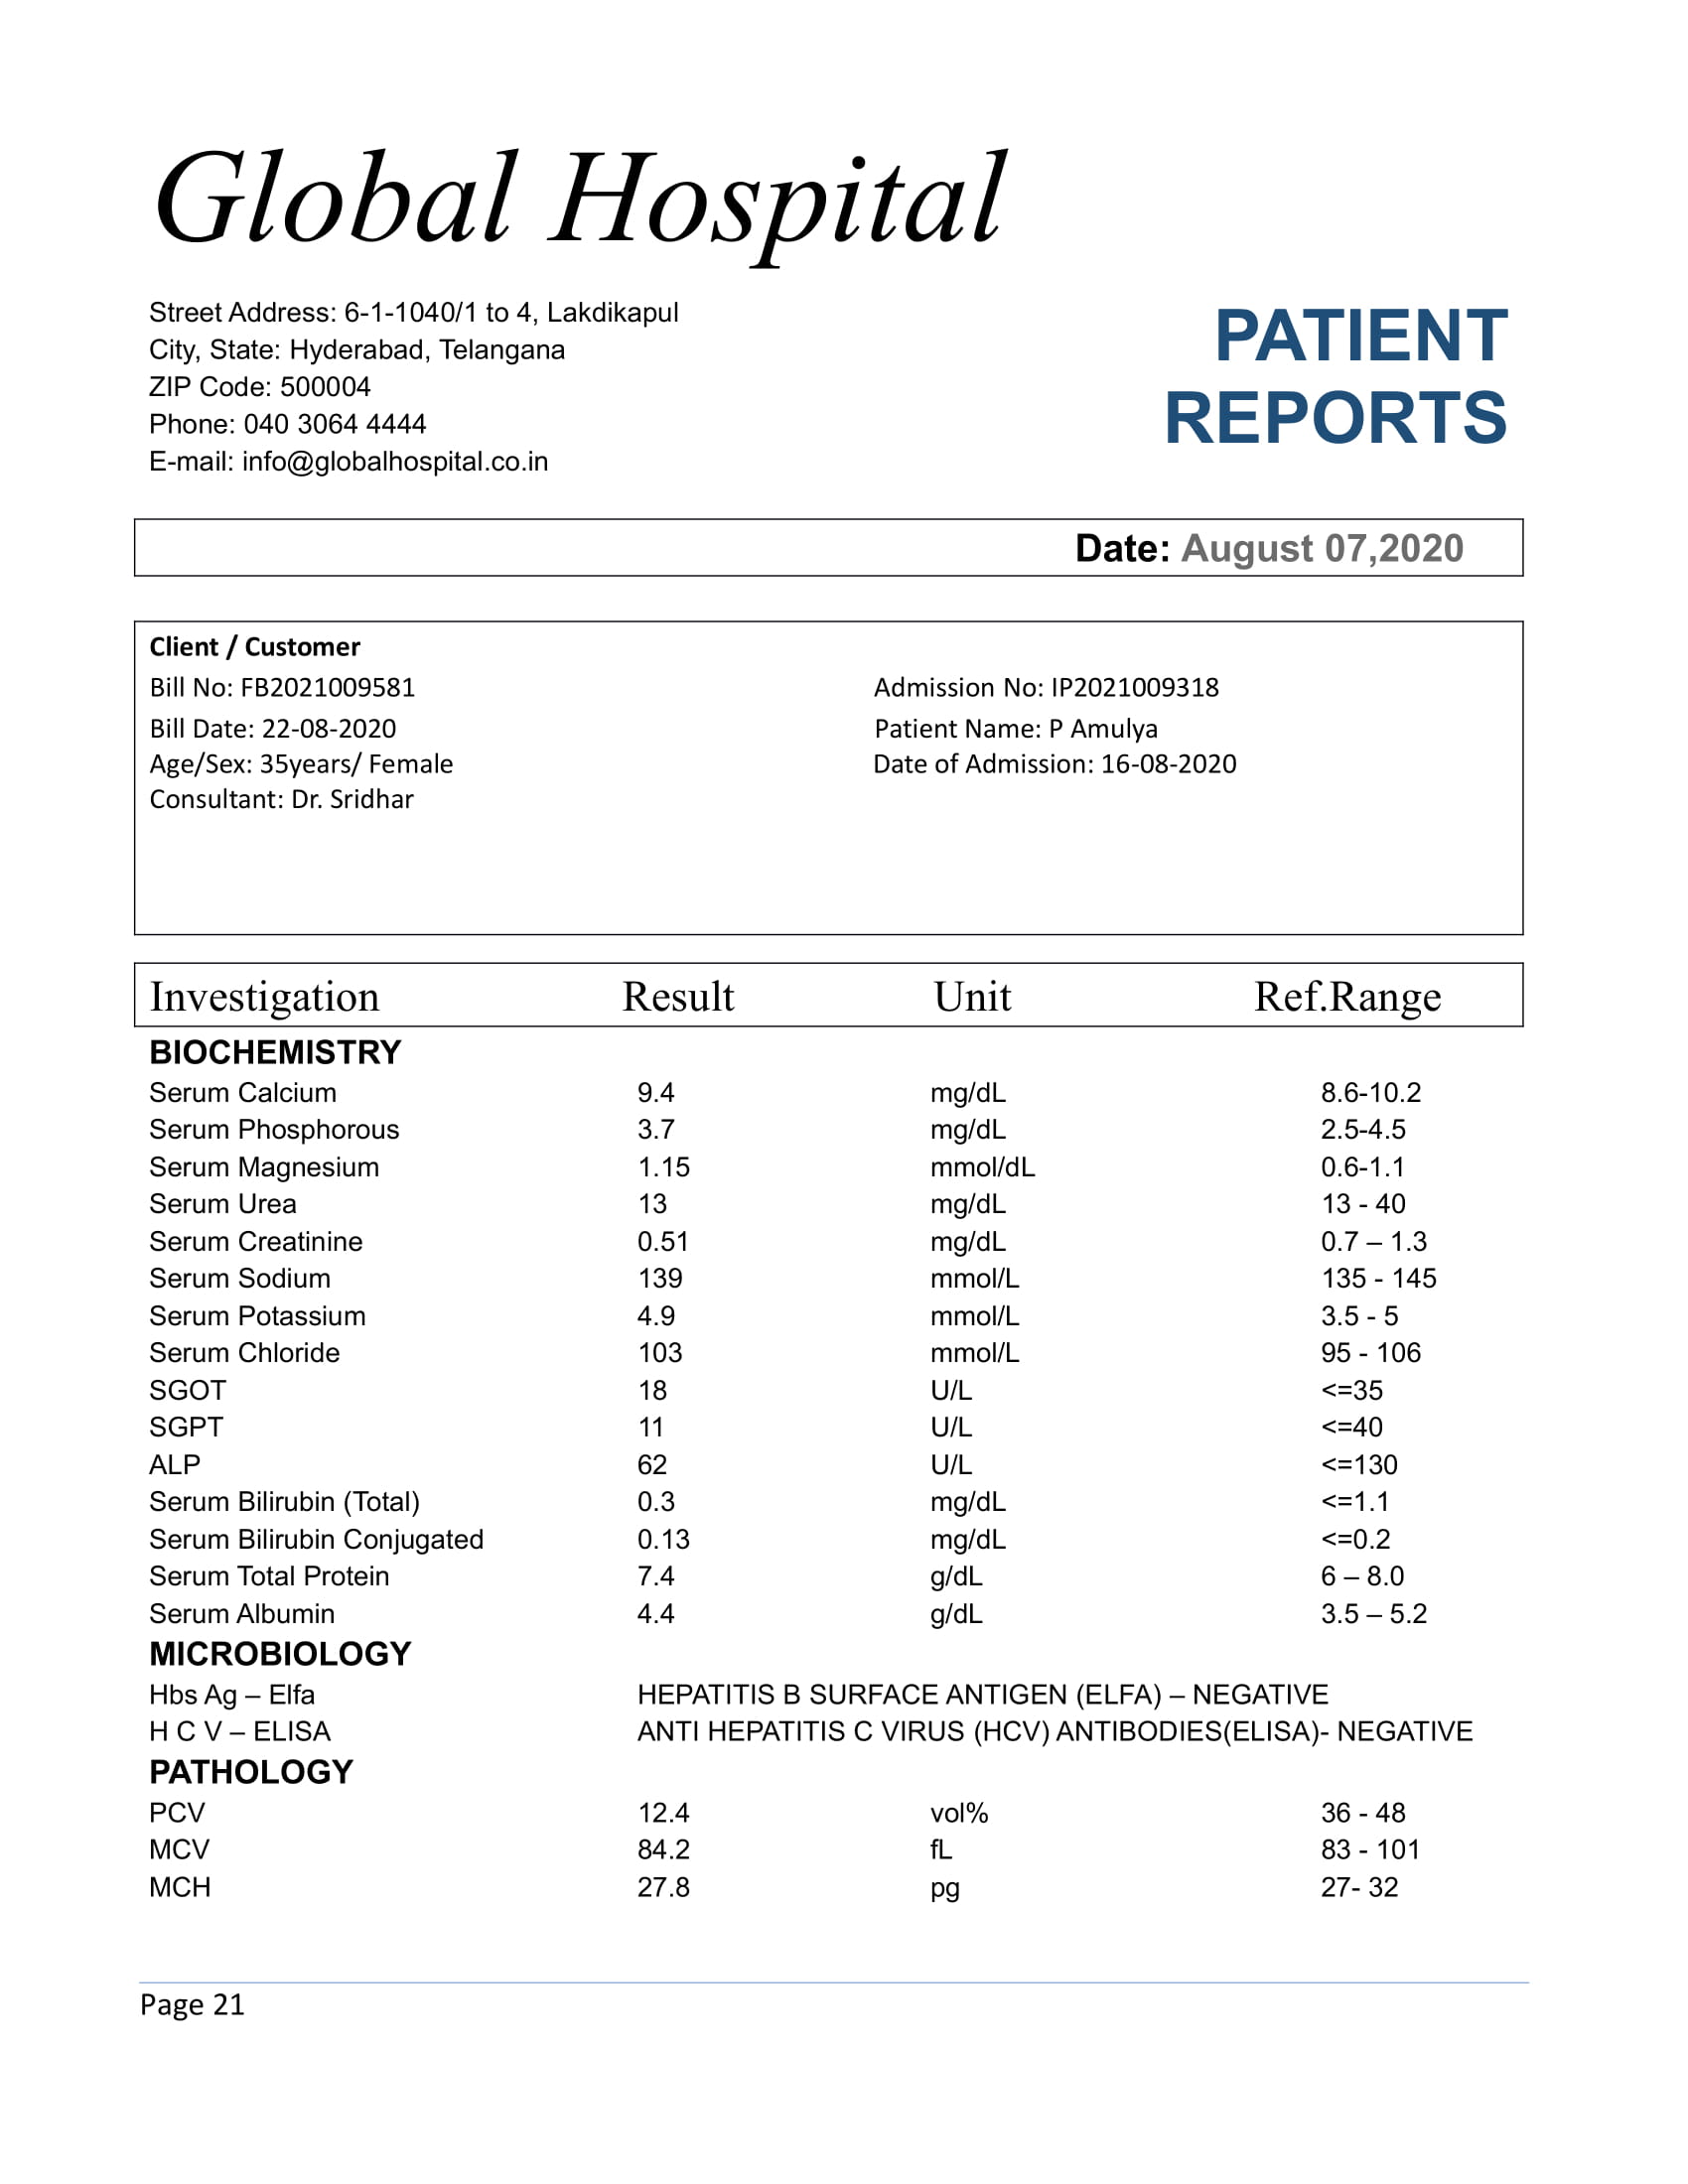 Global Hospital
Street Address: 6-1-1040/1 to 4, Lakdikapul
City, State: Hyderabad, Telangana
ZIP Code: 500004
Phone: 040 3064 4444
E-mail: info@globalhospital.co.in
PATIENT
REPORTS
Date: August 07,2020
Client / Customer
Bill No: FB2021009581 Admission No: IP2021009318
Bill Date: 22-08-2020 Patient Name: P Amulya
Age/Sex: 35years/ Female Date of Admission: 16-08-2020
Consultant: Dr. Sridhar
Investigation Result Unit Ref.Range
BIOCHEMISTRY
Serum Calcium 9.4 mg/dL 8.6-10.2
Serum Phosphorous 3.7 mg/dL 2.5-4.5
Serum Magnesium 1.15 mmol/dL 0.6-1.1
Serum Urea 13 mg/dL 13 - 40
Serum Creatinine 0.51 mg/dL 0.7 – 1.3
Serum Sodium 139 mmol/L 135 - 145
Serum Potassium 4.9 mmol/L 3.5 - 5
Serum Chloride 103 mmol/L 95 - 106
SGOT 18 U/L <=35
SGPT 11 U/L <=40
ALP 62 U/L <=130
Serum Bilirubin (Total) 0.3 mg/dL <=1.1
Serum Bilirubin Conjugated 0.13 mg/dL <=0.2
Serum Total Protein 7.4 g/dL 6 – 8.0
Serum Albumin 4.4 g/dL 3.5 – 5.2
MICROBIOLOGY
Hbs Ag – Elfa HEPATITIS B SURFACE ANTIGEN (ELFA) – NEGATIVE
H C V – ELISA ANTI HEPATITIS C VIRUS (HCV) ANTIBODIES(ELISA)- NEGATIVE
PATHOLOGY
PCV 12.4 vol% 36 - 48
MCV 84.2 fL 83 - 101
MCH 27.8 pg 27- 32
Page 21